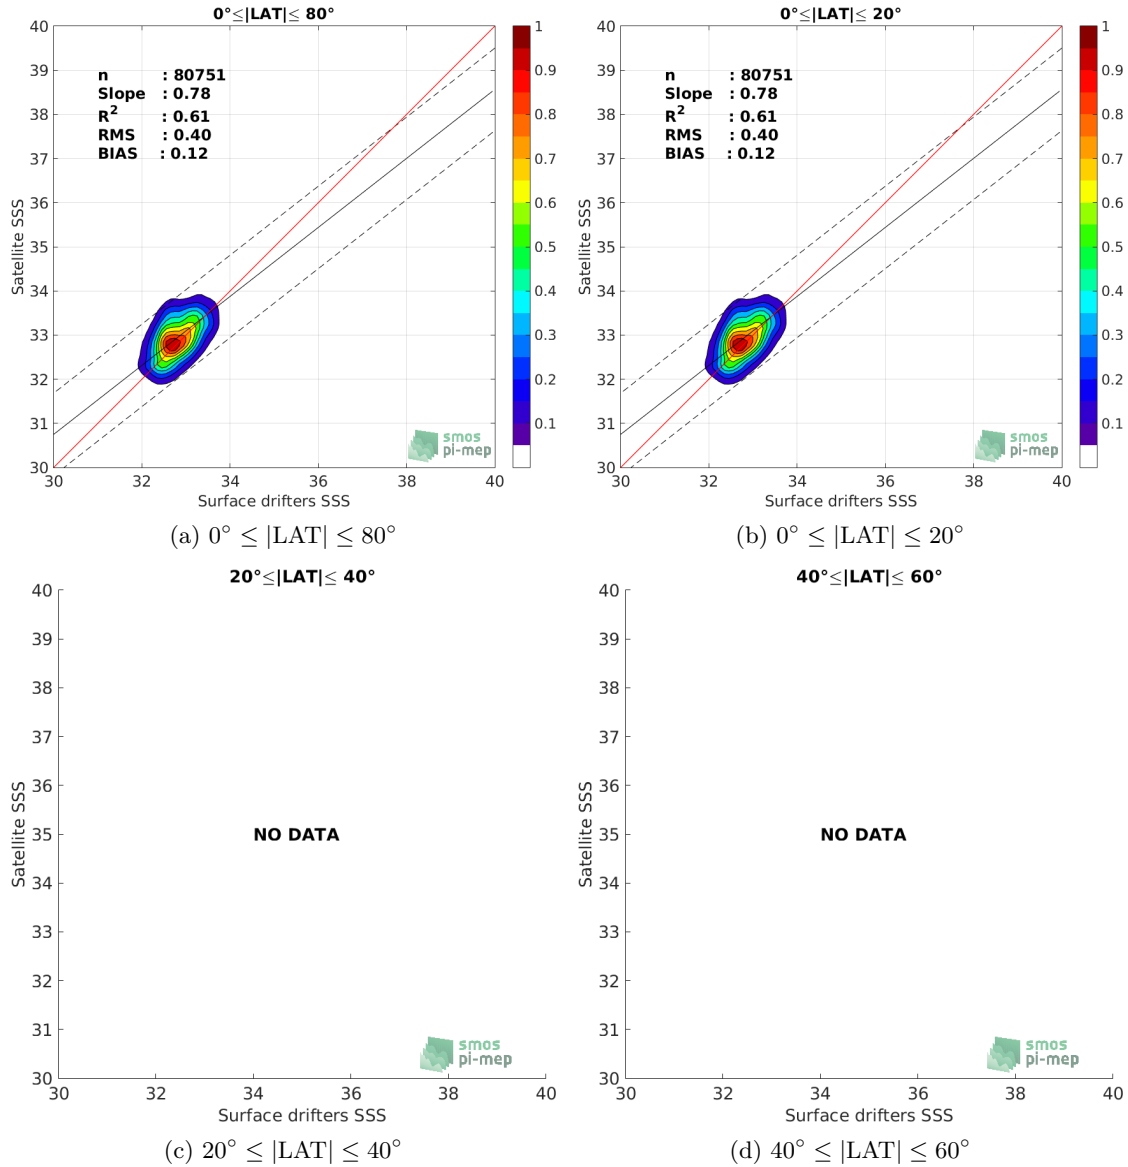 0°≤|LAT|≤ 80°
40
39
38
37
36
35
34
33
32
31
30
Satellite SSS
n : 80751
Slope : 0.78
R² : 0.61
RMS : 0.40
BIAS : 0.12
smos
pi-mep
30 32 34 36 38 40
Surface drifters SSS
1
0.9
0.8
0.7
0.6
0.5
0.4
0.3
0.2
0.1
(a) 0° ≤ |LAT| ≤ 80°
0°≤|LAT|≤ 20°
40
39
38
37
36
35
34
33
32
31
30
Satellite SSS
n : 80751
Slope : 0.78
R² : 0.61
RMS : 0.40
BIAS : 0.12
smos
pi-mep
30 32 34 36 38 40
Surface drifters SSS
1
0.9
0.8
0.7
0.6
0.5
0.4
0.3
0.2
0.1
(b) 0° ≤ |LAT| ≤ 20°
20°≤|LAT|≤ 40°
40
39
38
37
36
35
34
33
32
31
30
Satellite SSS
NO DATA
smos
pi-mep
30 32 34 36 38 40
Surface drifters SSS
(c) 20° ≤ |LAT| ≤ 40°
40°≤|LAT|≤ 60°
40
39
38
37
36
35
34
33
32
31
30
Satellite SSS
NO DATA
smos
pi-mep
30 32 34 36 38 40
Surface drifters SSS
(d) 40° ≤ |LAT| ≤ 60°